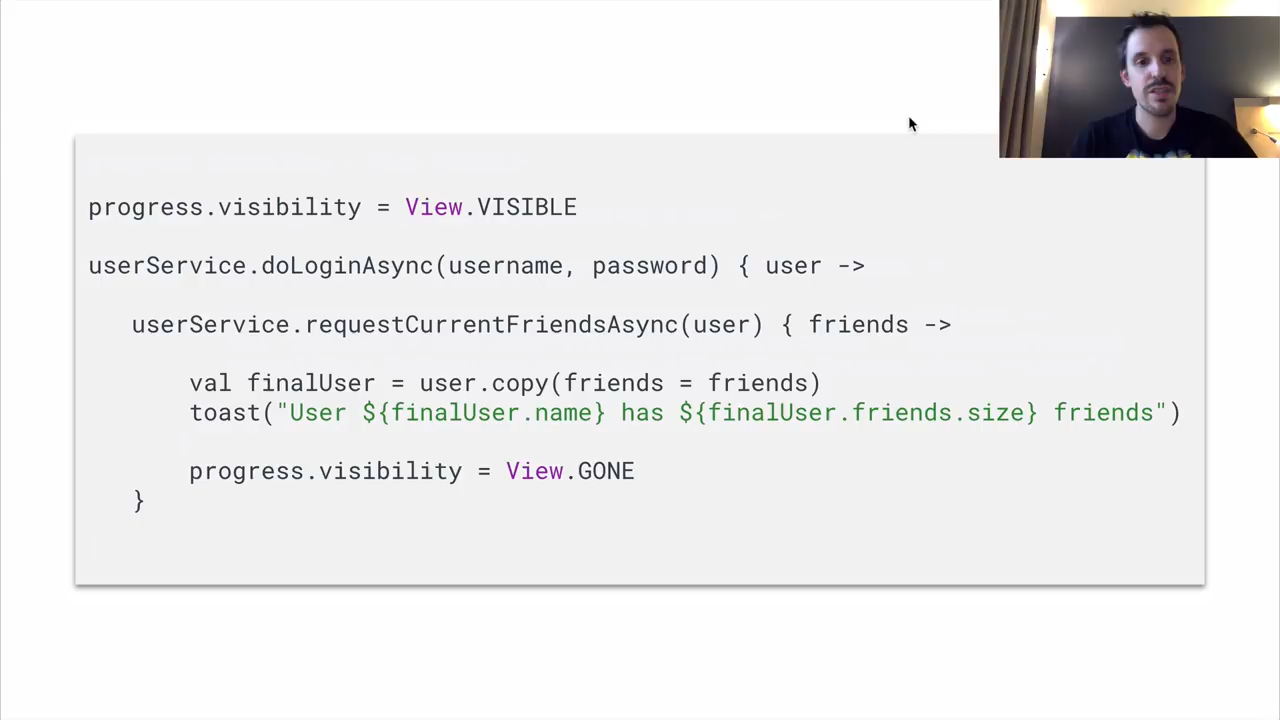 progress.visibility = View.VISIBLE
userService.doLoginAsync(username, password) { user ->
userService.requestCurrentFriendsAsync(user) { friends ->
val finalUser = user.copy(friends = friends)
toast("User ${finalUser.name} has ${finalUser.friends.size} friends")
progress.visibility = View.GONE
}